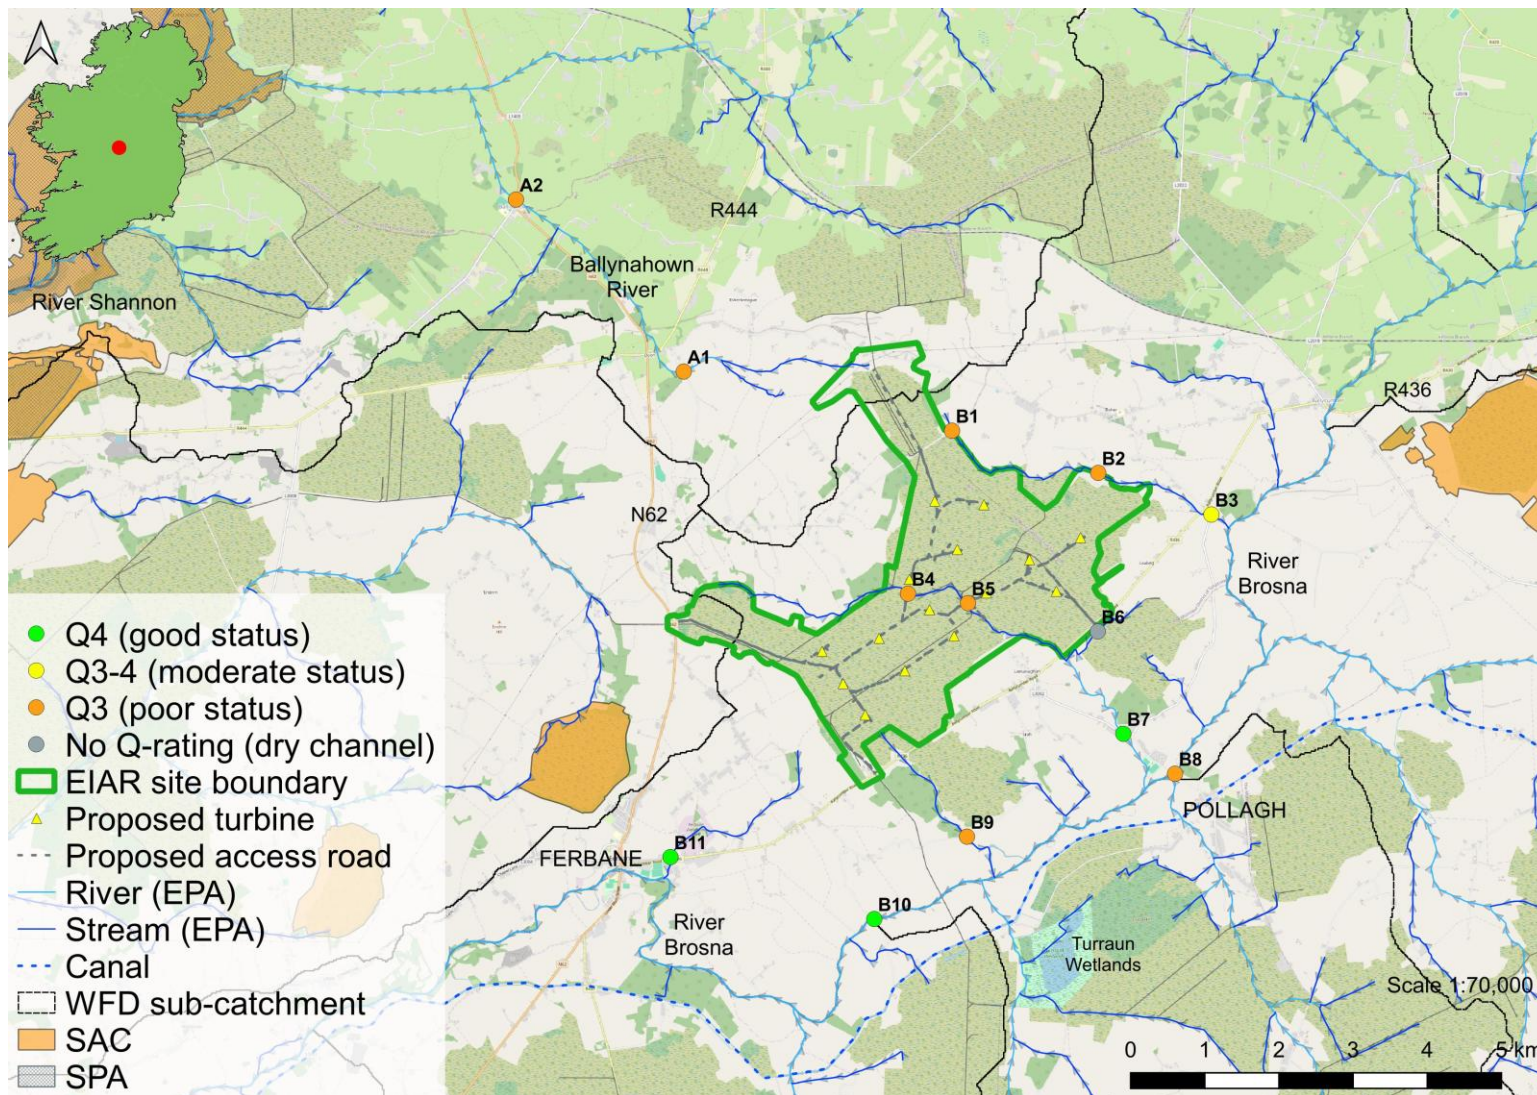 A2
R444
Ballynahown
River
River Shannon
A1
R436
B1
B2
N62
B3
River
Brosna
B4
B5
B6
Q4 (good status)
Q3-4 (moderate status)
Q3 (poor status)
No Q-rating (dry channel)
EIAR site boundary
Proposed turbine
Proposed access road
River (EPA)
Stream (EPA)
Canal
WFD sub-catchment
SAC
SPA
B7
B8
POLLAGH
B9
B11
FERBANE
B10
River
Brosna
Turraun
Wetlands
Scale 1:70,000
0 1 2 3 4 5 km